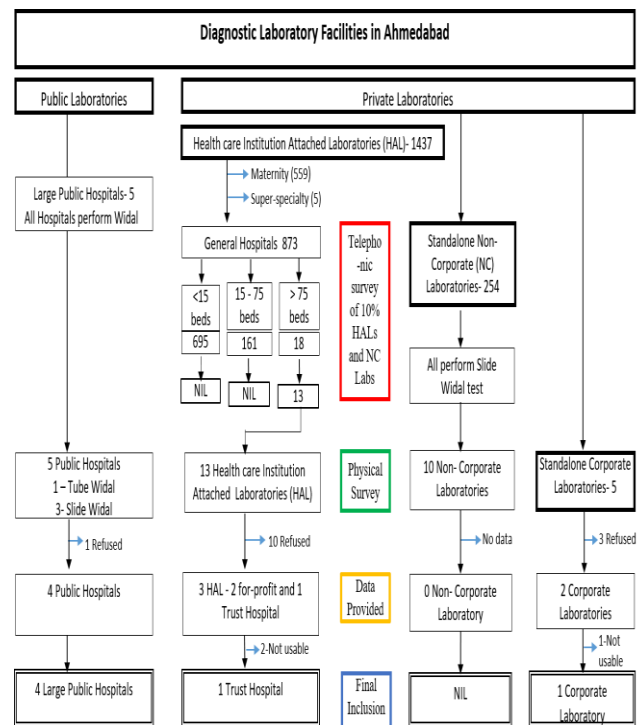 Diagnostic Laboratory Facilities in Ahmedabad
Public Laboratories
Private Laboratories
Health care Institution Attached Laboratories (HAL)- 1437
Maternity (559)
Super-specialty (5)
Large Public Hospitals- 5
All Hospitals perform Widal
General Hospitals 873
<15
beds
695
NIL
15 - 75
beds
161
NIL
> 75
beds
18
13
Telepho
-nic
survey
of 10%
HALs
and NC
Labs
Standalone Non-
Corporate (NC)
Laboratories- 254
All perform Slide
Widal test
5 Public Hospitals
1 – Tube Widal
3- Slide Widal
13 Health care Institution
Attached Laboratories (HAL)
Physical
Survey
10 Non- Corporate
Laboratories
Standalone Corporate
Laboratories- 5
1 Refused
10 Refused
No data
3 Refused
4 Public Hospitals
3 HAL - 2 for-profit and 1
Trust Hospital
Data
Provided
0 Non- Corporate
Laboratory
2 Corporate
Laboratories
2-Not usable
1-Not
usable
4 Large Public Hospitals
1 Trust Hospital
Final
Inclusion
NIL
1 Corporate
Laboratory